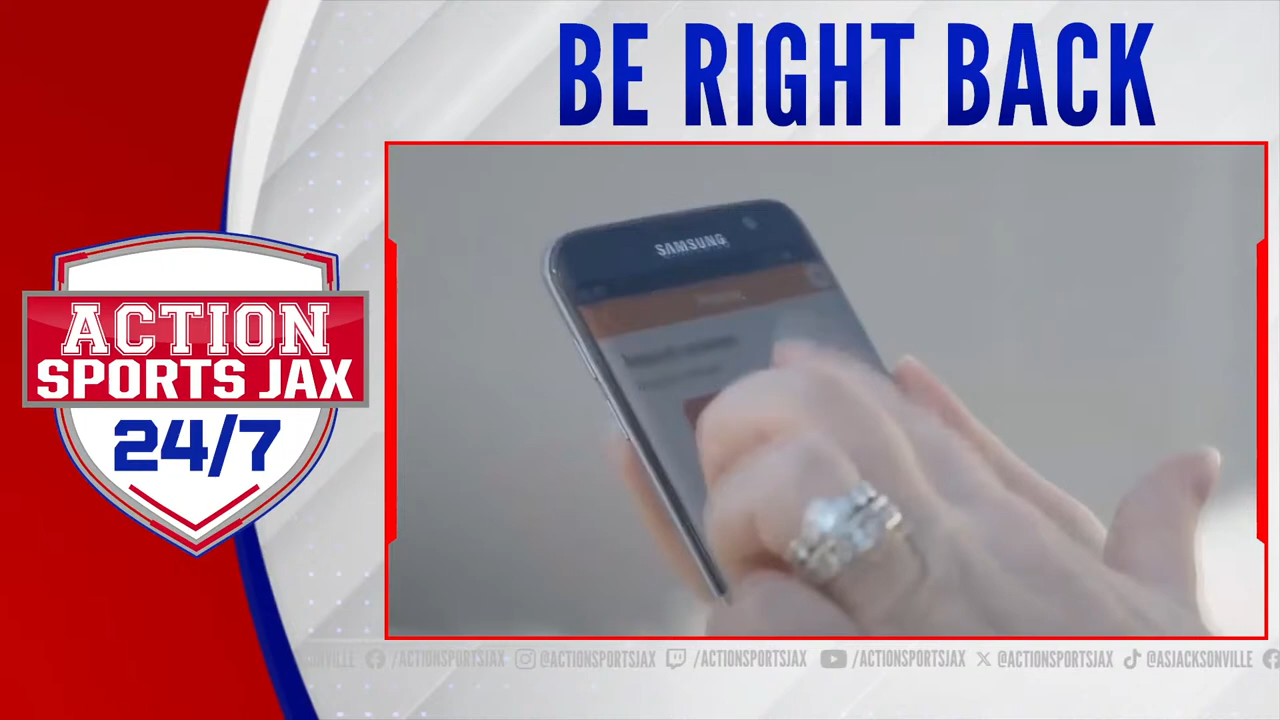 BE RIGHT BACK
SAMSUNG
ACTION
SPORTS JAX
24/7
/ACTIONSPORTSJAX @ACTIONSPORTSJAX /ACTIONSPORTSJAX /ACTIONSPORTSJAX @ACTIONSPORTSJAX @ASJACKSONVILLE